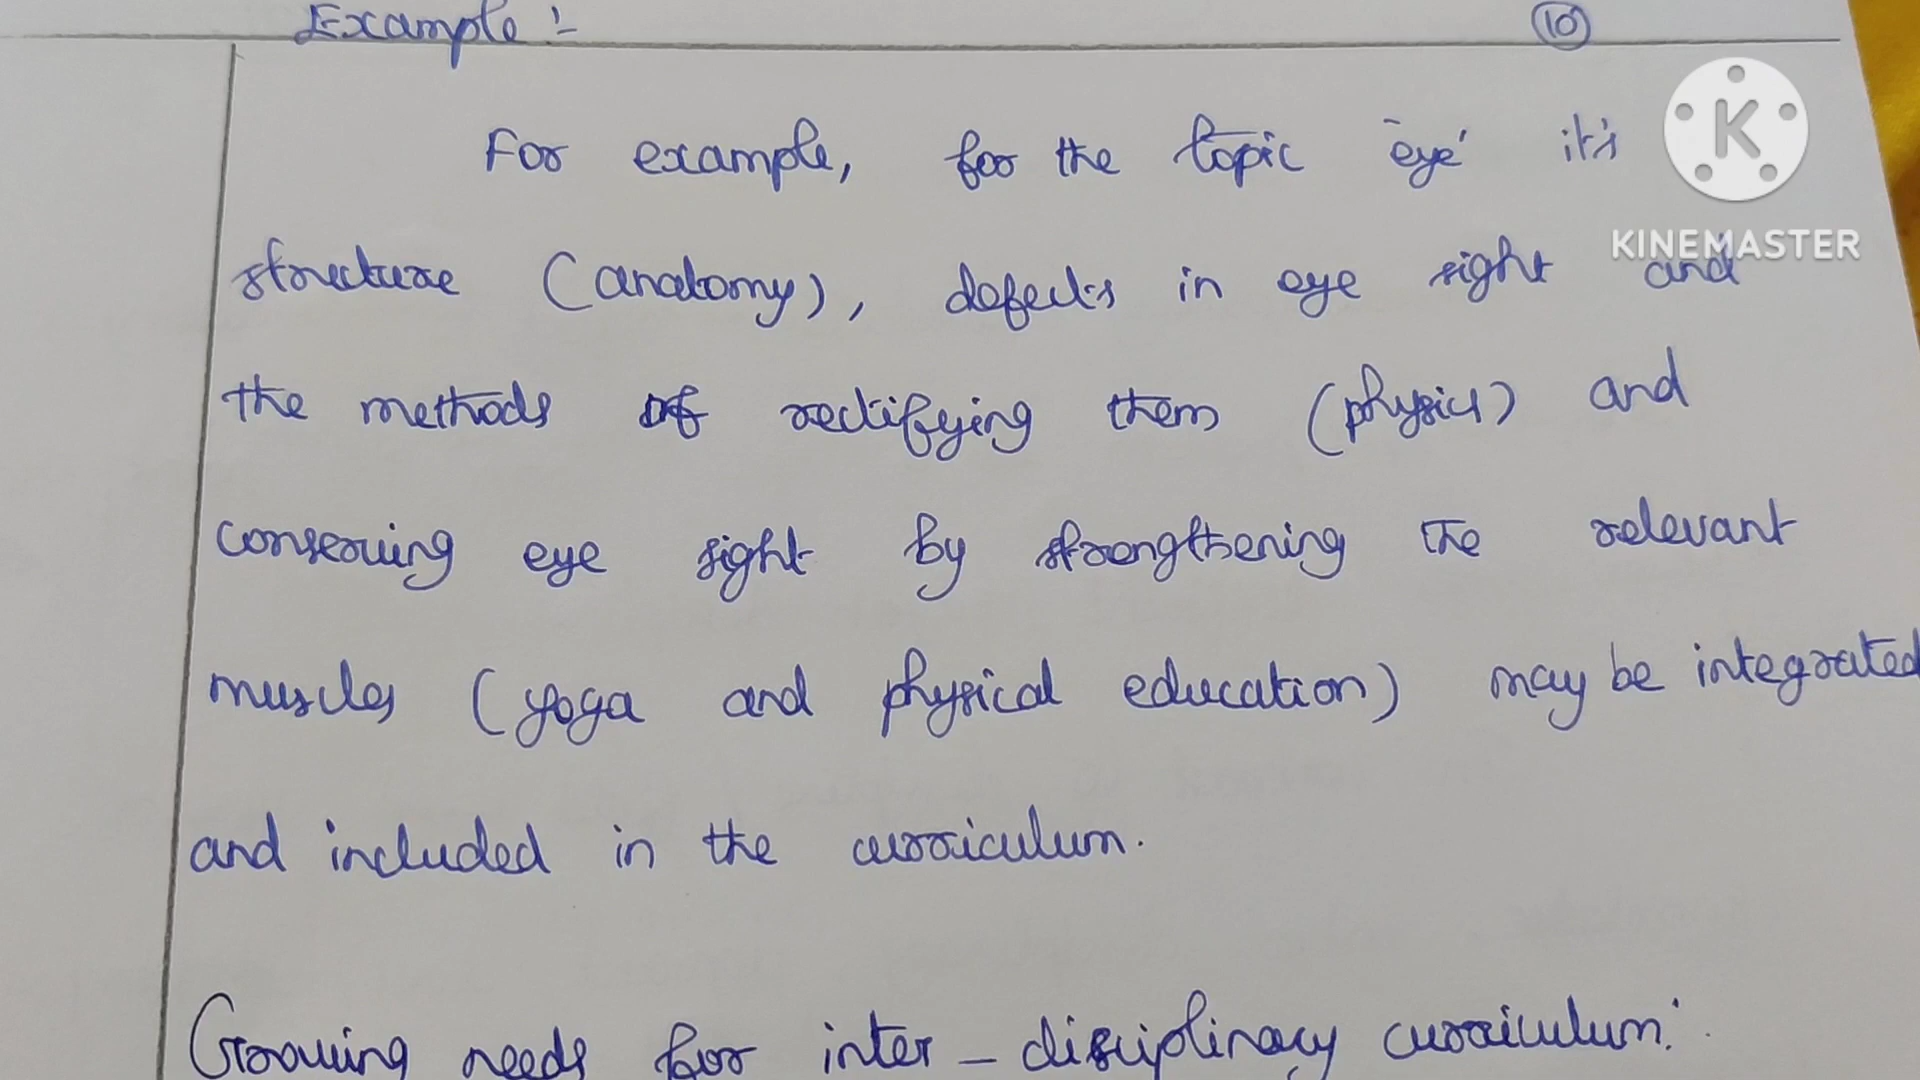 Example :-
10
For example, for the topic 'eye' it's
structure (anatomy), defects in eye sight and
the methods of rectifying them (physics) and
conserving eye sight by strengthening the relevant
muscles (yoga and physical education) may be integrated
and included in the curriculum.
Growing needs for inter - disciplinary curriculum:
K
KINEMASTER